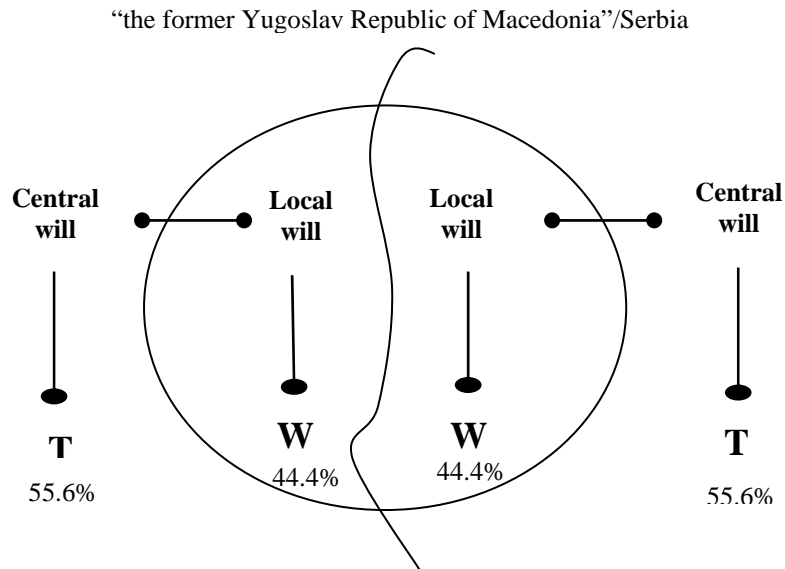 “the former Yugoslav Republic of Macedonia”/Serbia
Central
will
Local
will
Local
will
Central
will
T
W
W
T
55.6%
44.4%
44.4%
55.6%